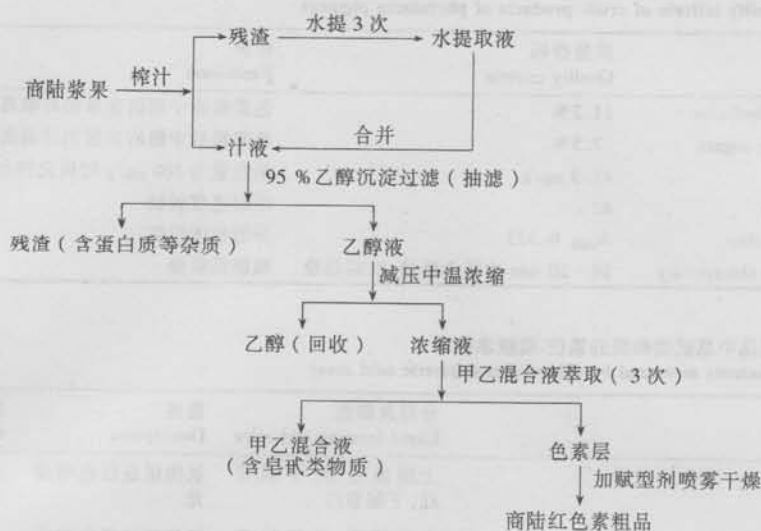 残渣 水提3次 水提取液
商陆浆果 榨汁
汁液 合并
95 %乙醇沉淀过滤(抽滤)
残渣(含蛋白质等杂质) 乙醇液
减压中温浓缩
乙醇(回收) 浓缩液
甲乙混合液萃取(3次)
甲乙混合液 色素层
(含皂甙类物质)
加赋型剂喷雾干燥
商陆红色素粗品